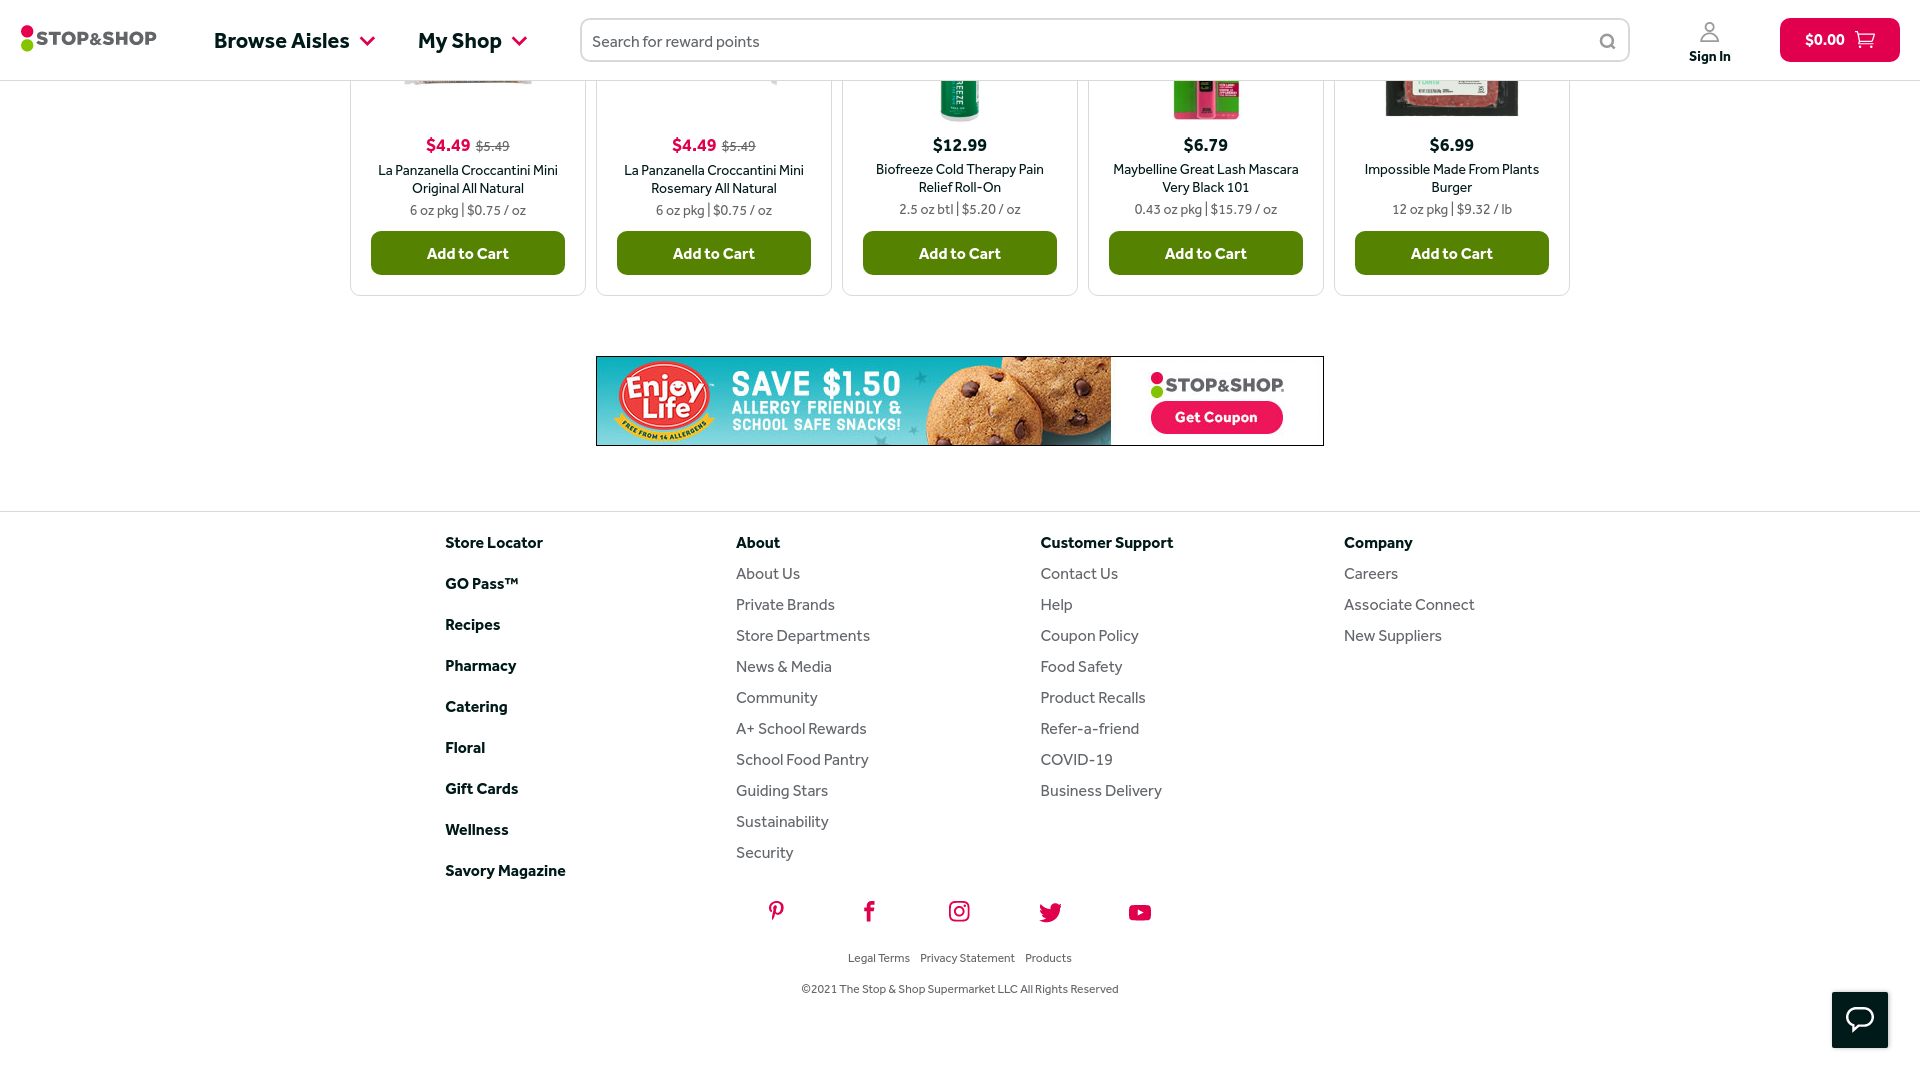 STOP&SHOP
Browse Aisles
My Shop
Search for reward points
Sign In
$0.00
$4.49 $5.49
La Panzanella Croccantini Mini
Original All Natural
6 oz pkg | $0.75 / oz
Add to Cart
$4.49 $5.49
La Panzanella Croccantini Mini
Rosemary All Natural
6 oz pkg | $0.75 / oz
Add to Cart
REEZE
$12.99
Biofreeze Cold Therapy Pain
Relief Roll-On
2.5 oz btl | $5.20 / oz
Add to Cart
$6.79
Maybelline Great Lash Mascara
Very Black 101
0.43 oz pkg | $15.79 / oz
Add to Cart
$6.99
Impossible Made From Plants
Burger
12 oz pkg | $9.32 / lb
Add to Cart
Enjoy
Life
FREE FROM 14 ALLERGENS
SAVE $1.50
ALLERGY FRIENDLY &
SCHOOL SAFE SNACKS!
STOP&SHOP.
Get Coupon
Store Locator
GO Pass™
Recipes
Pharmacy
Catering
Floral
Gift Cards
Wellness
Savory Magazine
About
About Us
Private Brands
Store Departments
News & Media
Community
A+ School Rewards
School Food Pantry
Guiding Stars
Sustainability
Security
Customer Support
Contact Us
Help
Coupon Policy
Food Safety
Product Recalls
Refer-a-friend
COVID-19
Business Delivery
Company
Careers
Associate Connect
New Suppliers
Legal Terms Privacy Statement Products
©2021 The Stop & Shop Supermarket LLC All Rights Reserved